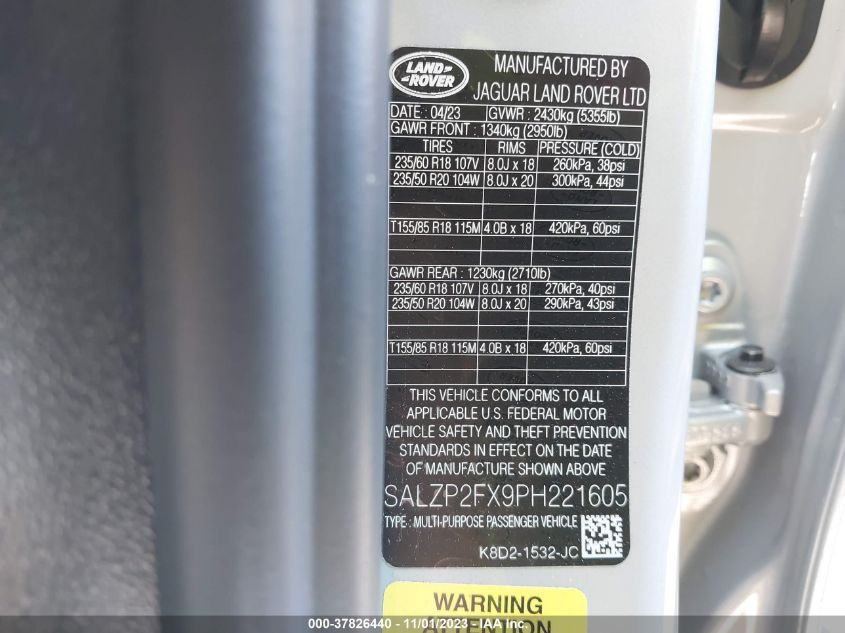 LAND ROVER
MANUFACTURED BY
JAGUAR LAND ROVER LTD
DATE : 04/23 GVWR : 2430kg (5355lb)
GAWR FRONT : 1340kg (2950lb)
TIRES RIMS PRESSURE (COLD)
235/60 R18 107V 8.0J x 18 260kPa, 38psi
235/50 R20 104W 8.0J x 20 300kPa, 44psi
T155/85 R18 115M 4.0B x 18 420kPa, 60psi
GAWR REAR : 1230kg (2710lb)
235/60 R18 107V 8.0J x 18 270kPa, 40psi
235/50 R20 104W 8.0J x 20 290kPa, 43psi
T155/85 R18 115M 4.0B x 18 420kPa, 60psi
THIS VEHICLE CONFORMS TO ALL
APPLICABLE U.S. FEDERAL MOTOR
VEHICLE SAFETY AND THEFT PREVENTION
STANDARDS IN EFFECT ON THE DATE
OF MANUFACTURE SHOWN ABOVE
SALZP2FX9PH221605
TYPE : MULTI-PURPOSE PASSENGER VEHICLE
K8D2-1532-JC
WARNING
ATTENTION
000-37826440 - 11/01/2023 - IAA Inc.